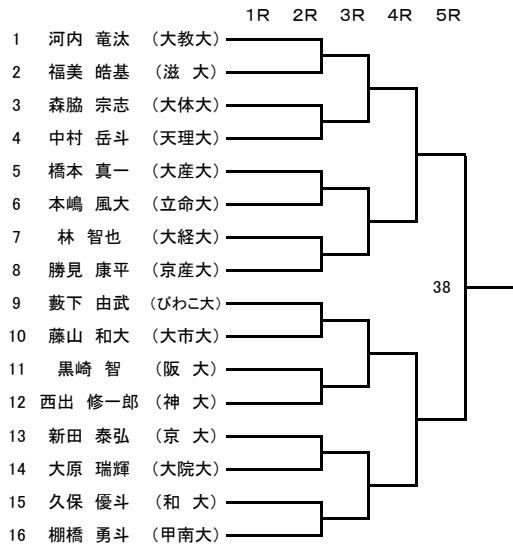 1R 2R 3R 4R 5R
1 河内 竜汰 （大教大）
2 福美 皓基 （滋 大）
3 森脇 宗志 （大体大）
4 中村 岳斗 （天理大）
5 橋本 真一 （大産大）
6 本嶋 風大 （立命大）
7 林 智也 （大経大）
8 勝見 康平 （京産大）
38
9 藪下 由武 （びわこ大）
10 藤山 和大 （大市大）
11 黒崎 智 （阪 大）
12 西出 修一郎 （神 大）
13 新田 泰弘 （京 大）
14 大原 瑞輝 （大院大）
15 久保 優斗 （和 大）
16 棚橋 勇斗 （甲南大）